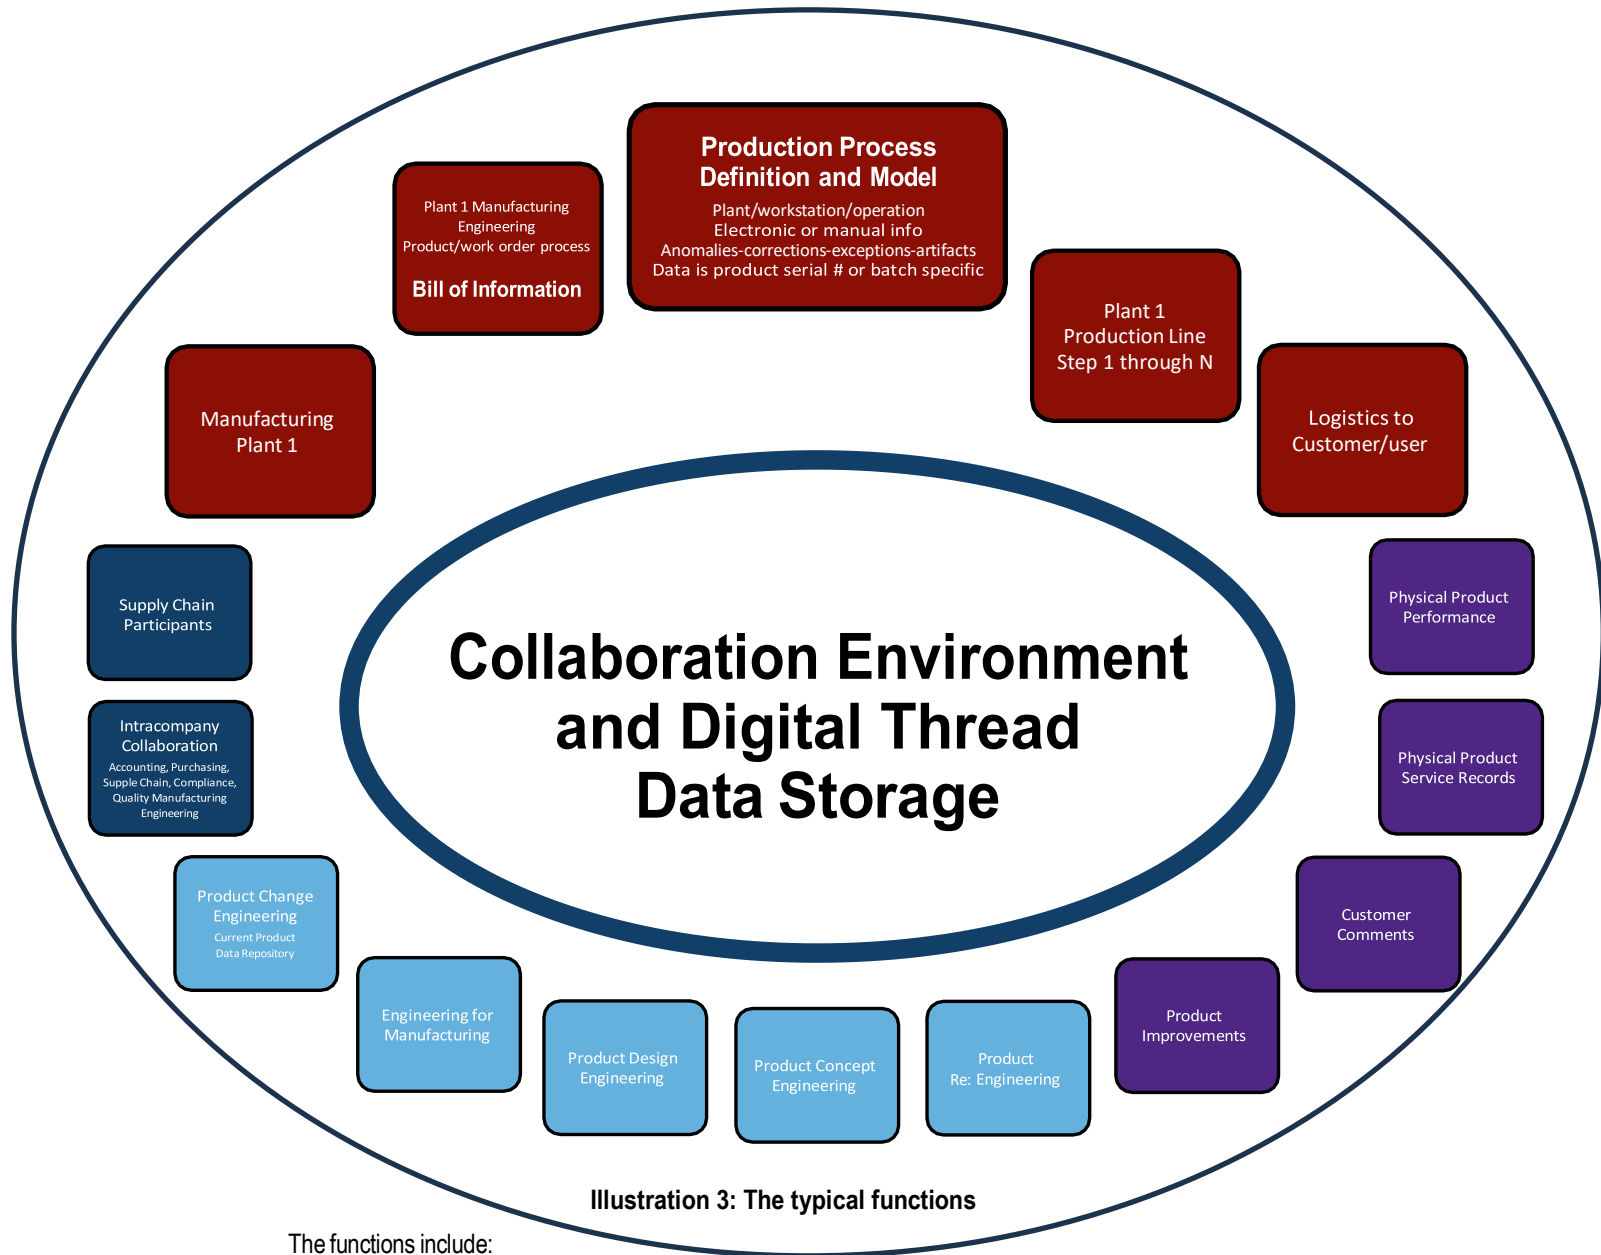 Production Process
Definition and Model
Plant/workstation/operation
Electronic or manual info
Anomalies-corrections-exceptions-artifacts
Data is product serial # or batch specific
Plant 1 Manufacturing
Engineering
Product/work order process
Bill of Information
Plant 1
Production Line
Step 1 through N
Manufacturing
Plant 1
Logistics to
Customer/user
Supply Chain
Participants
Physical Product
Performance
Collaboration Environment
and Digital Thread
Data Storage
Intracompany
Collaboration
Accounting, Purchasing,
Supple Chain, Compliance,
Quality Manufacturing
Engineering
Physical Product
Service Records
Product Change
Engineering
Current Product
Data Repository
Customer
Comments
Engineering for
Manufacturing
Product Design
Engineering
Product Concept
Engineering
Product
Re: Engineering
Product
Improvements
Illustration 3: The typical functions
The functions include: